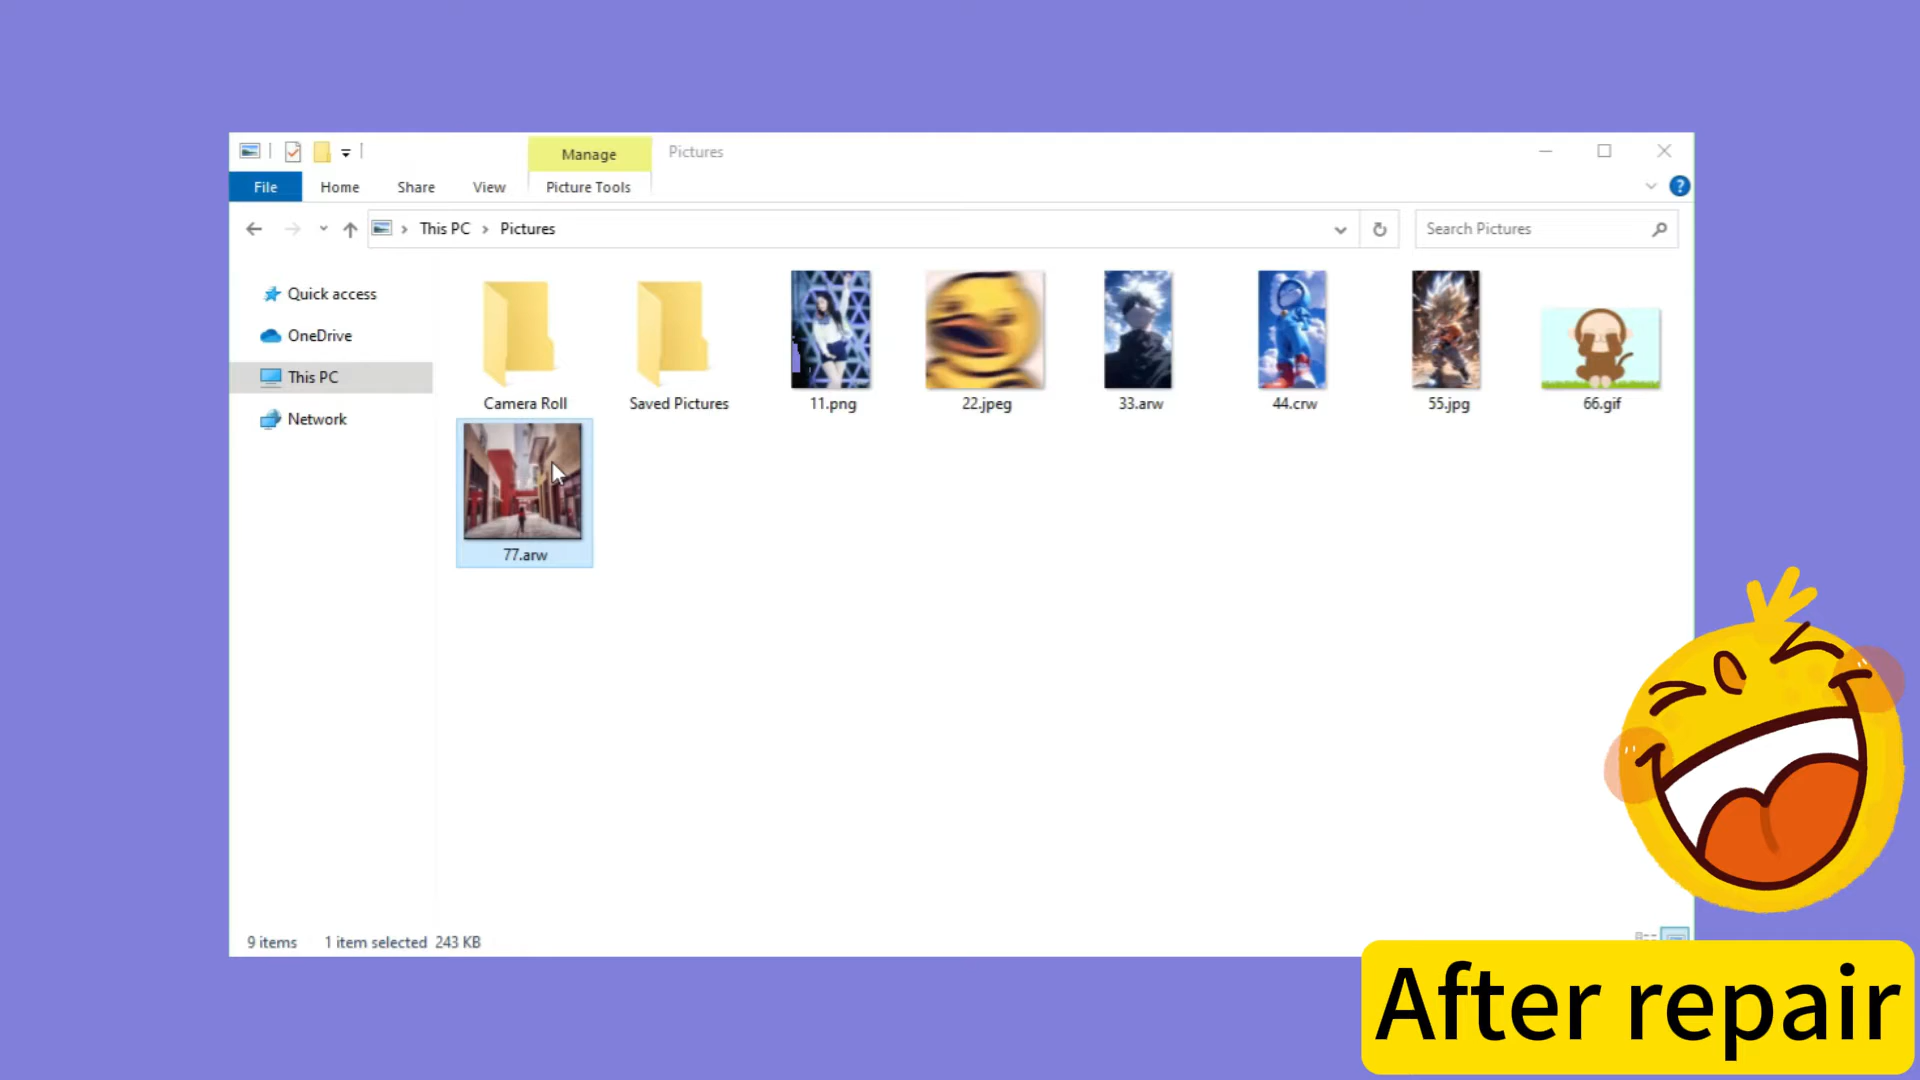 Manage
Pictures
File
Home
Share
View
Picture Tools
?
This PC
Pictures
Search Pictures
Quick access
OneDrive
This PC
Network
Camera Roll
Saved Pictures
11.png
22.jpeg
33.arw
44.crw
55.jpg
66.gif
77.arw
9 items
1 item selected 243 KB
After repair